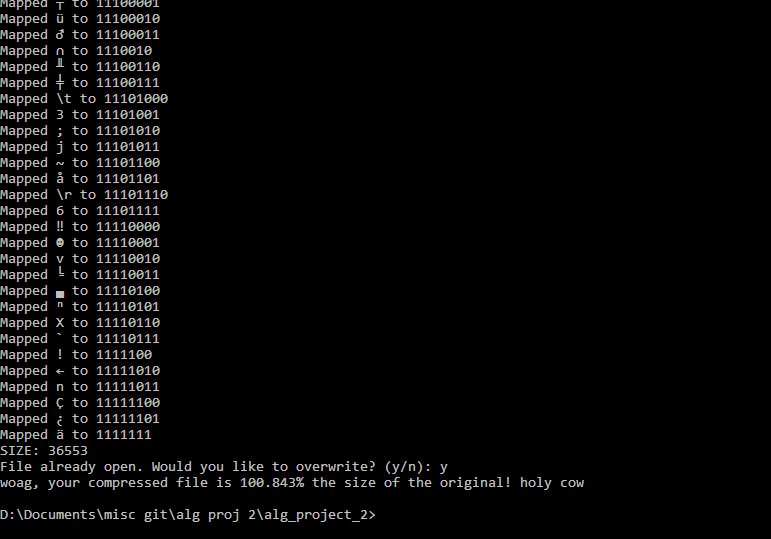 Mapped ┬ to 11100001
Mapped ü to 11100010
Mapped ♂ to 11100011
Mapped ∩ to 1110010
Mapped ╨ to 11100110
Mapped ╬ to 11100111
Mapped \t to 11101000
Mapped 3 to 11101001
Mapped ; to 11101010
Mapped j to 11101011
Mapped ~ to 11101100
Mapped å to 11101101
Mapped \r to 11101110
Mapped 6 to 11101111
Mapped ‼ to 11110000
Mapped ☻ to 11110001
Mapped v to 11110010
Mapped ╘ to 11110011
Mapped ▄ to 11110100
Mapped ⁿ to 11110101
Mapped X to 11110110
Mapped ` to 11110111
Mapped ! to 1111100
Mapped ← to 11111010
Mapped n to 11111011
Mapped Ç to 11111100
Mapped ¿ to 11111101
Mapped ä to 1111111
SIZE: 36553
File already open. Would you like to overwrite? (y/n): y
woag, your compressed file is 100.843% the size of the original! holy cow
D:\Documents\misc git\alg proj 2\alg_project_2>